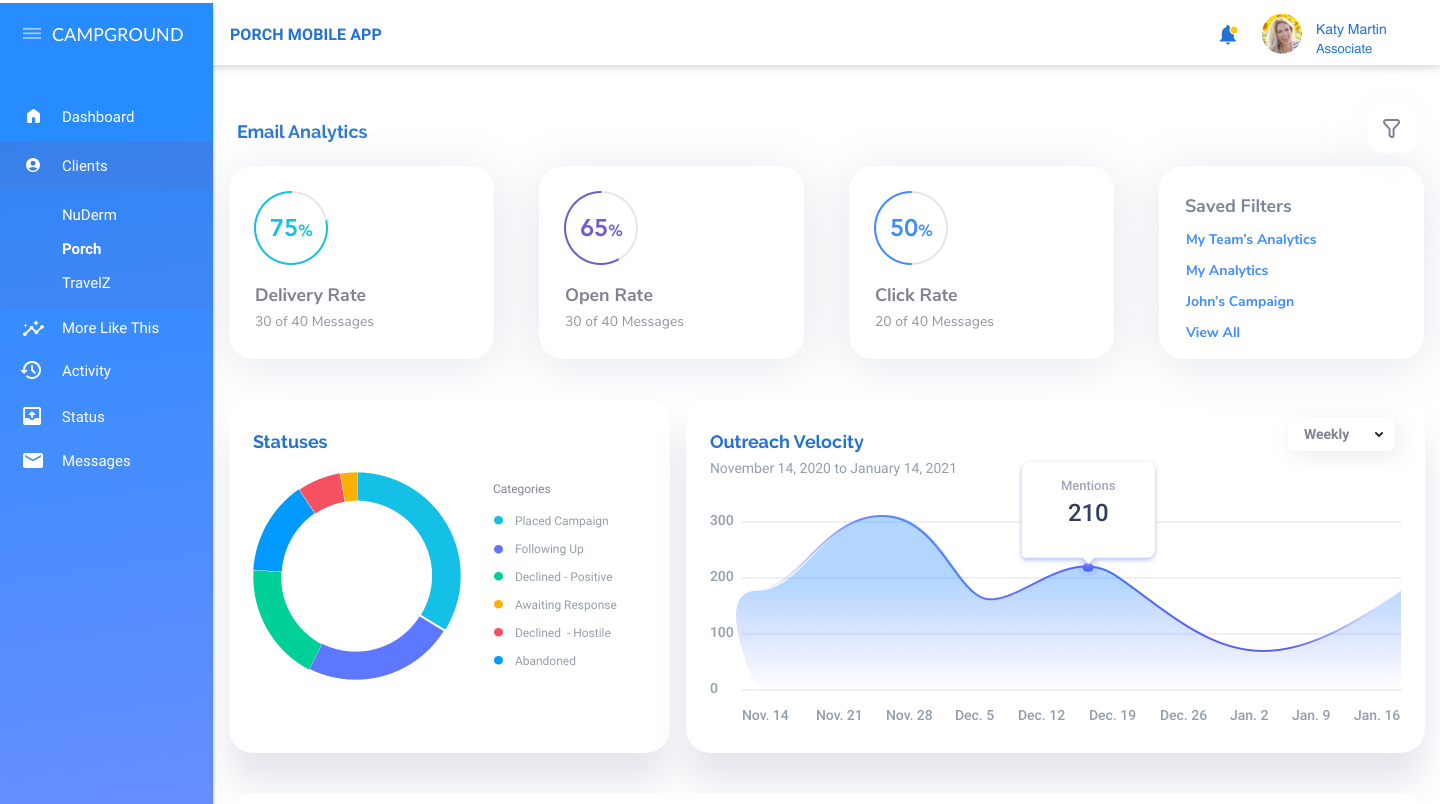 CAMPGROUND
PORCH MOBILE APP
Katy Martin
Associate
Dashboard
Clients
NuDerm
Porch
TravelZ
More Like This
Activity
Status
Messages
Email Analytics
75%
Delivery Rate
30 of 40 Messages
65%
Open Rate
30 of 40 Messages
50%
Click Rate
20 of 40 Messages
Saved Filters
My Team's Analytics
My Analytics
John's Campaign
View All
Statuses
Categories
Placed Campaign
Following Up
Declined - Positive
Awaiting Response
Declined - Hostile
Abandoned
Outreach Velocity
November 14, 2020 to January 14, 2021
Weekly
Mentions
210
300
200
100
0
Nov. 14 Nov. 21 Nov. 28 Dec. 5 Dec. 12 Dec. 19 Dec. 26 Jan. 2 Jan. 9 Jan. 16